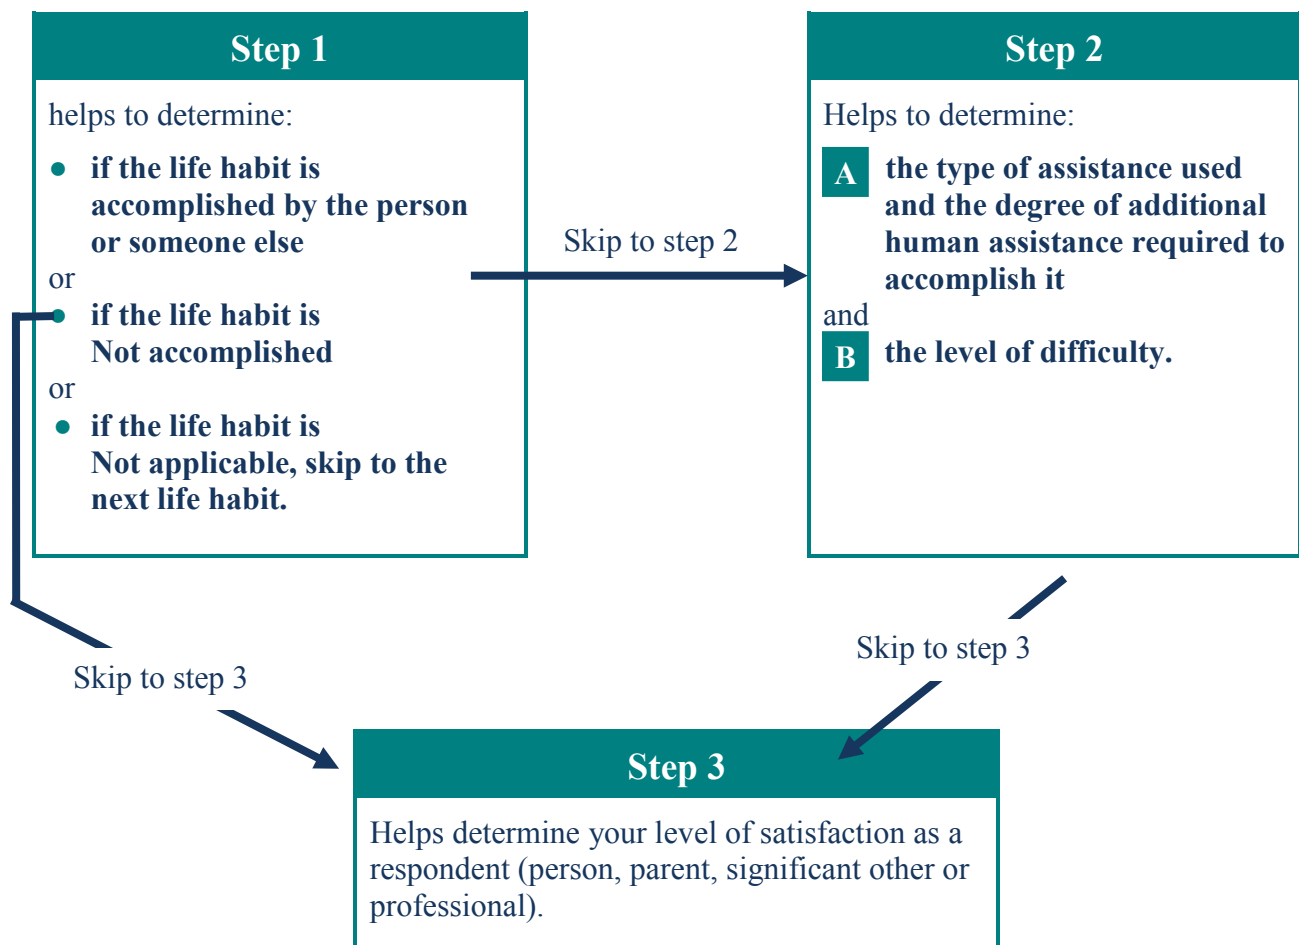 Step 1
helps to determine:
● if the life habit is
accomplished by the person
or someone else
or
● if the life habit is
Not accomplished
or
● if the life habit is
Not applicable, skip to the
next life habit.
Skip to step 2
Step 2
Helps to determine:
A the type of assistance used
and the degree of additional
human assistance required to
accomplish it
and
B the level of difficulty.
Skip to step 3
Skip to step 3
Step 3
Helps determine your level of satisfaction as a
respondent (person, parent, significant other or
professional).